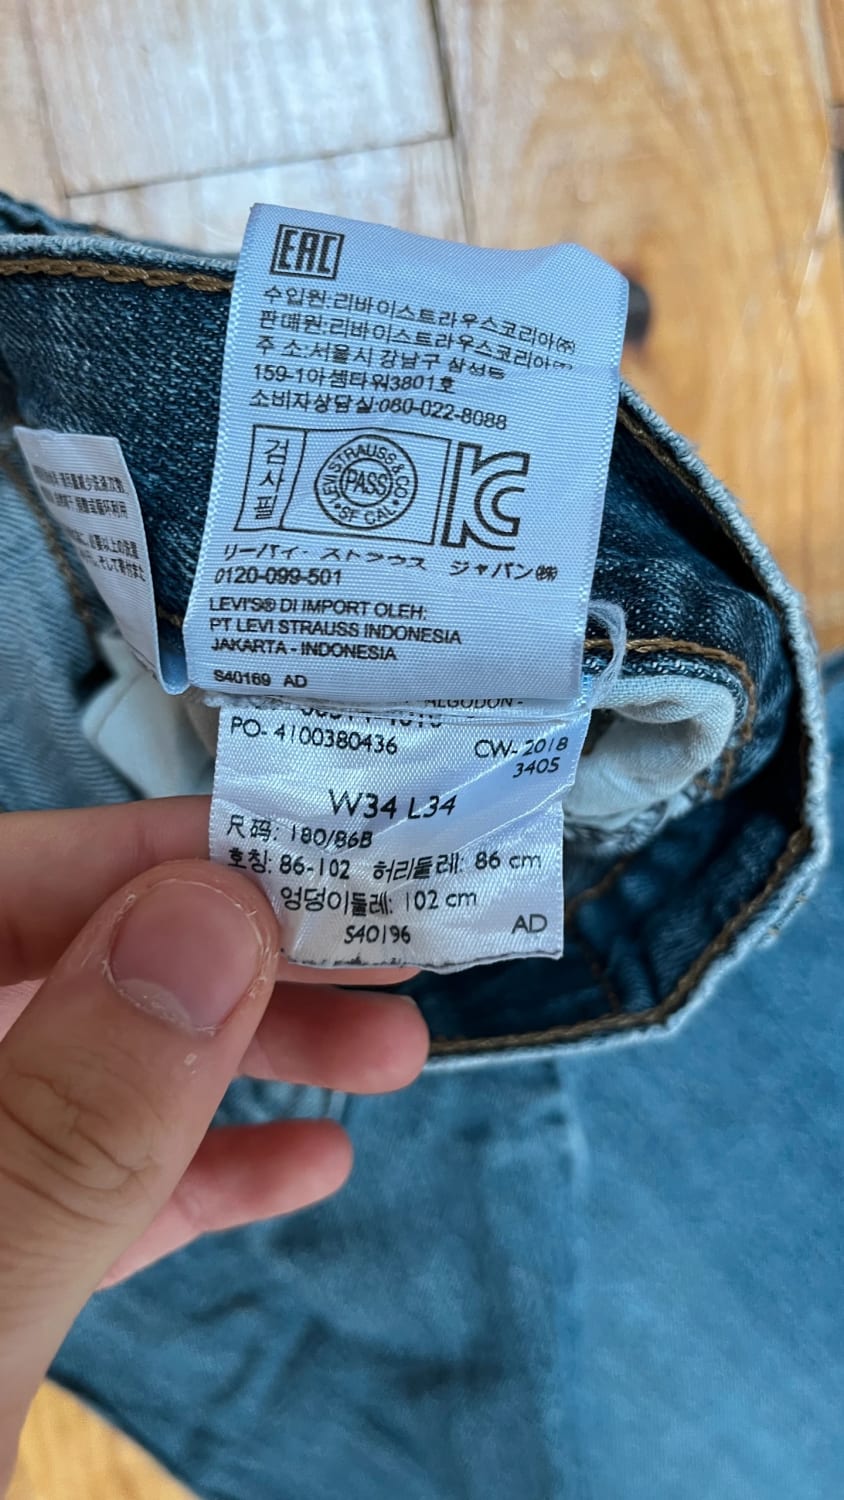 EAC
수입원:리바이스트라우스코리아㈜
판매원:리바이스트라우스코리아㈜
주 소:서울시 강남구 삼성동
159-1아셈타워3801호
소비자상담실:080-022-8088
검사필
LEVI STRAUSS & CO
PASS
SF CAL
KC
リーバイ・ストラウス ジャパン㈱
0120-099-501
LEVI'S® DI IMPORT OLEH:
PT LEVI STRAUSS INDONESIA
JAKARTA - INDONESIA
S40169 AD
ALGODON -
PO- 4100380436
CW- 2018
3405
W34 L34
尺码: 180/86B
호칭: 86-102 허리둘레: 86 cm
엉덩이둘레: 102 cm
S40196
AD